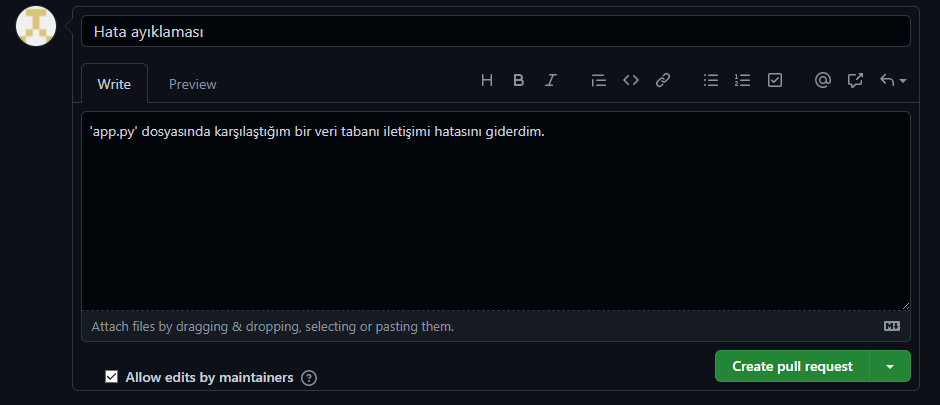 Hata ayıklaması
Write Preview
'app.py' dosyasında karşılaştığım bir veri tabanı iletişimi hatasını giderdim.
Attach files by dragging & dropping, selecting or pasting them.
Allow edits by maintainers
Create pull request